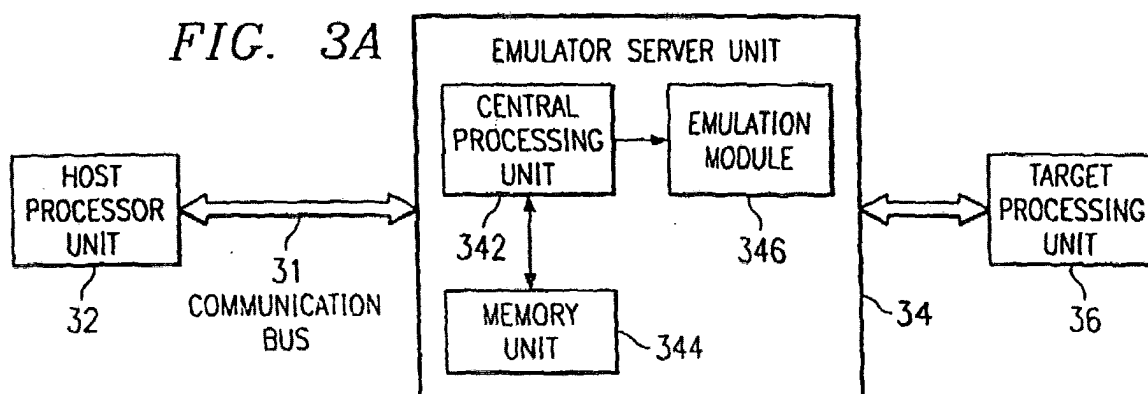 FIG. 3A
EMULATOR SERVER UNIT
CENTRAL
PROCESSING
UNIT
342
EMULATION
MODULE
346
MEMORY
UNIT
344
HOST
PROCESSOR
UNIT
32
31
COMMUNICATION
BUS
34
TARGET
PROCESSING
UNIT
36